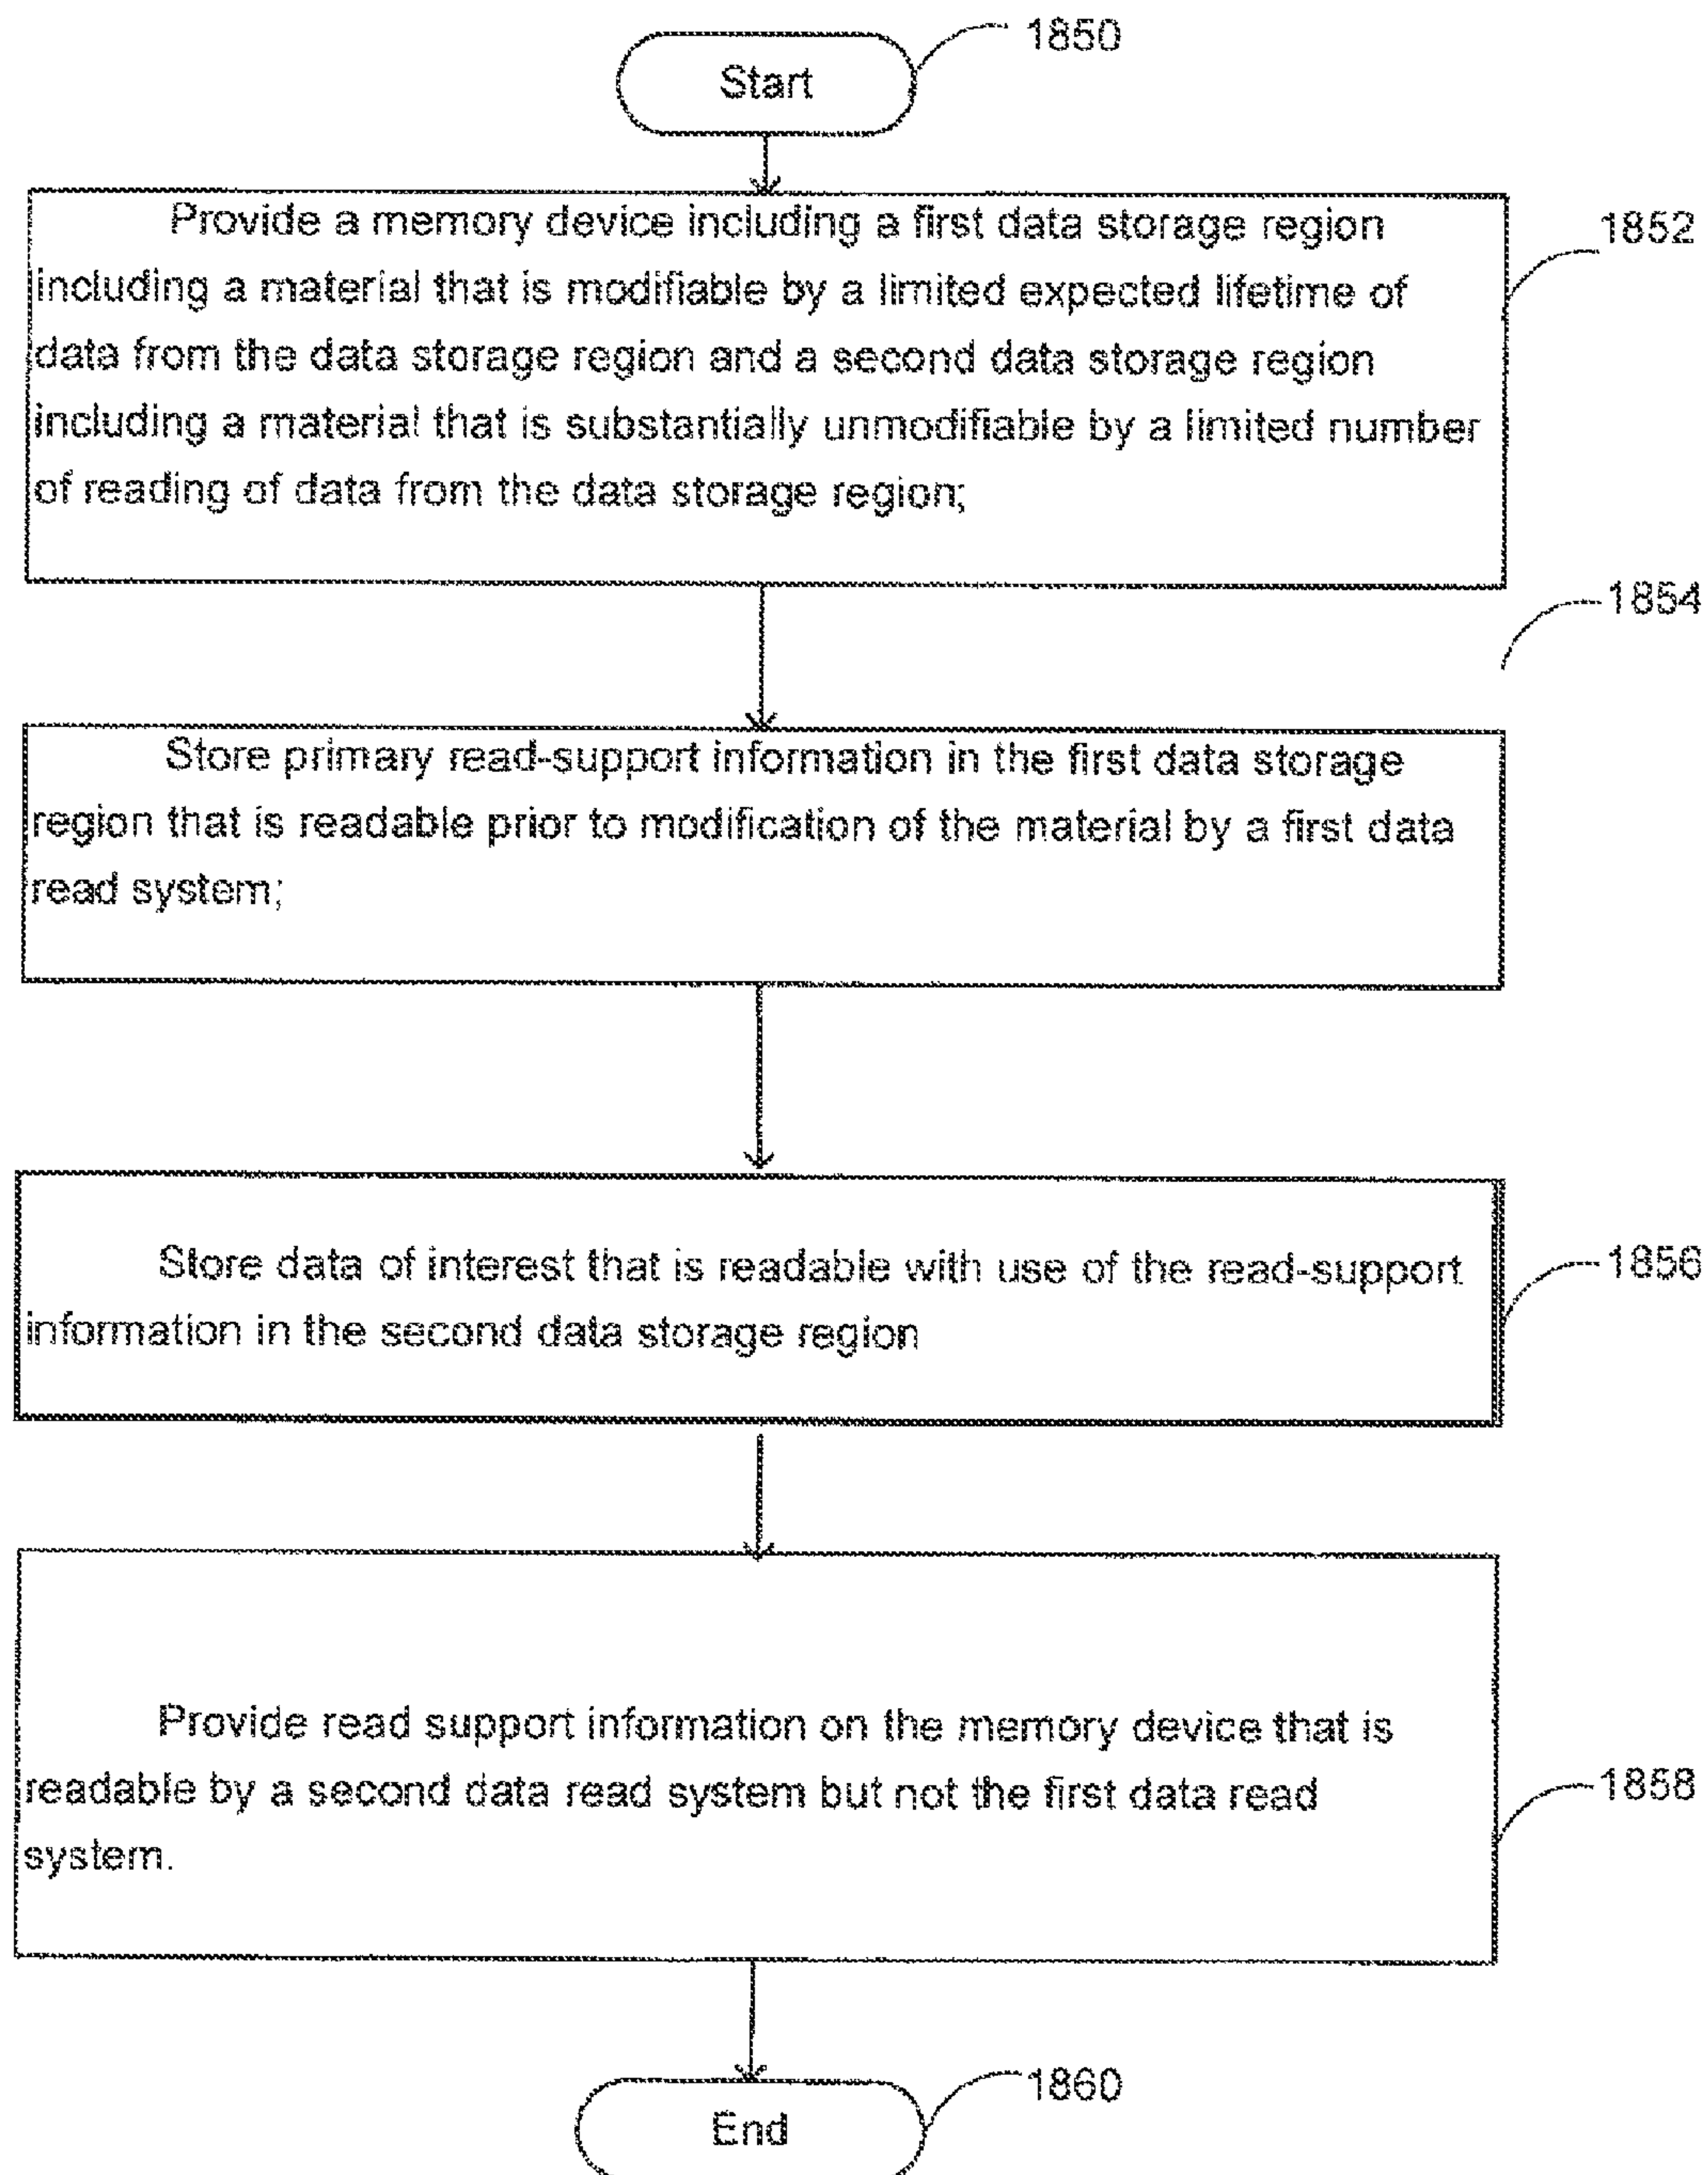 1850
Start
Provide a memory device including a first data storage region
1852
including a material that is modifiable by a limited expected lifetime of
data from the data storage region and a second data storage region
including a material that is substantially unmodifiable by a limited number
of reading of data from the data storage region;
1854
Store primary read-support information in the first data storage
region that is readable prior to modification of the material by a first data
read system;
Store data of interest that is readable with use of the read-support
1856
information in the second data storage region
Provide read support information on the memory device that is
readable by a second data read system but not the first data read
1858
system.
1860
End